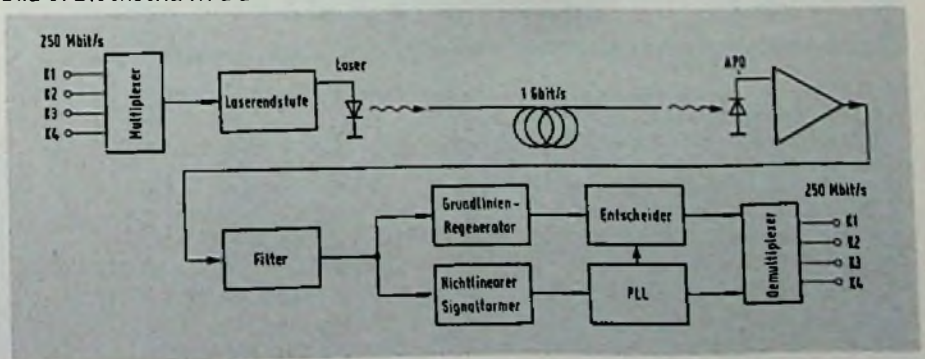 250 Mbit/s
K1
K2
K3
K4
Multiplexer
Laserendstufe
Laser
1 Gbit/s
APD
Filter
Grundlinien-
Regenerator
Entscheider
Nichtlinearer
Signalformer
PLL
250 Mbit/s
Demultiplexer
K1
K2
K3
K4